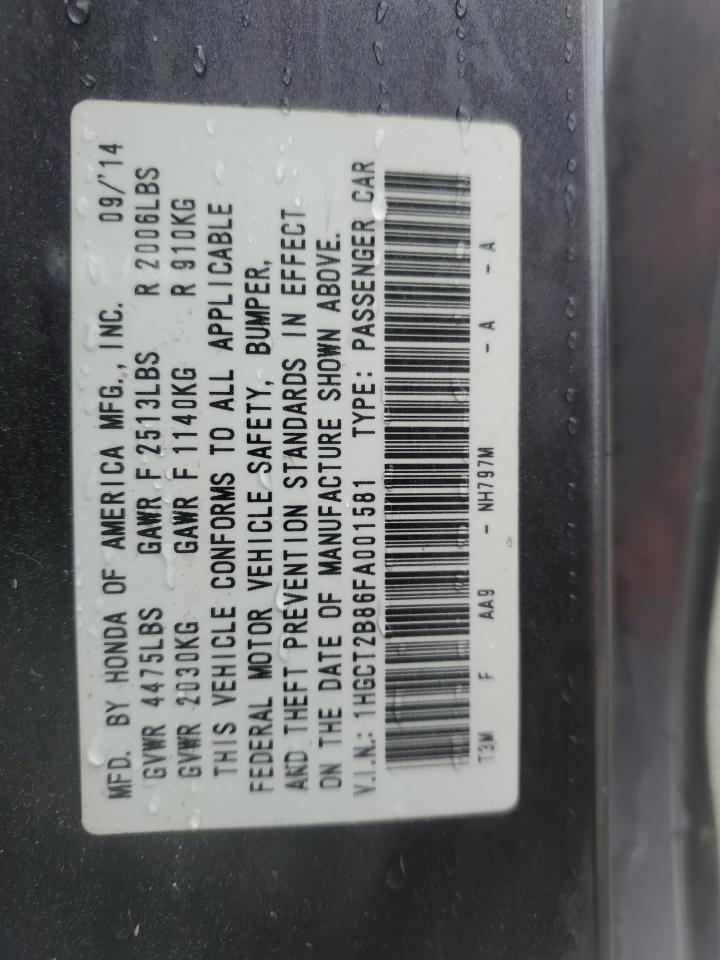 MFD. BY HONDA OF AMERICA MFG., INC. 09/'14
GVWR 4475LBS GAWR F 2513LBS R 2006LBS
GVWR 2030KG GAWR F 1140KG R 910KG
THIS VEHICLE CONFORMS TO ALL APPLICABLE
FEDERAL MOTOR VEHICLE SAFETY, BUMPER,
AND THEFT PREVENTION STANDARDS IN EFFECT
ON THE DATE OF MANUFACTURE SHOWN ABOVE.
V.I.N.: 1HGCT2B86FA001581 TYPE: PASSENGER CAR
T3M F AA9 - NH797M - A - A